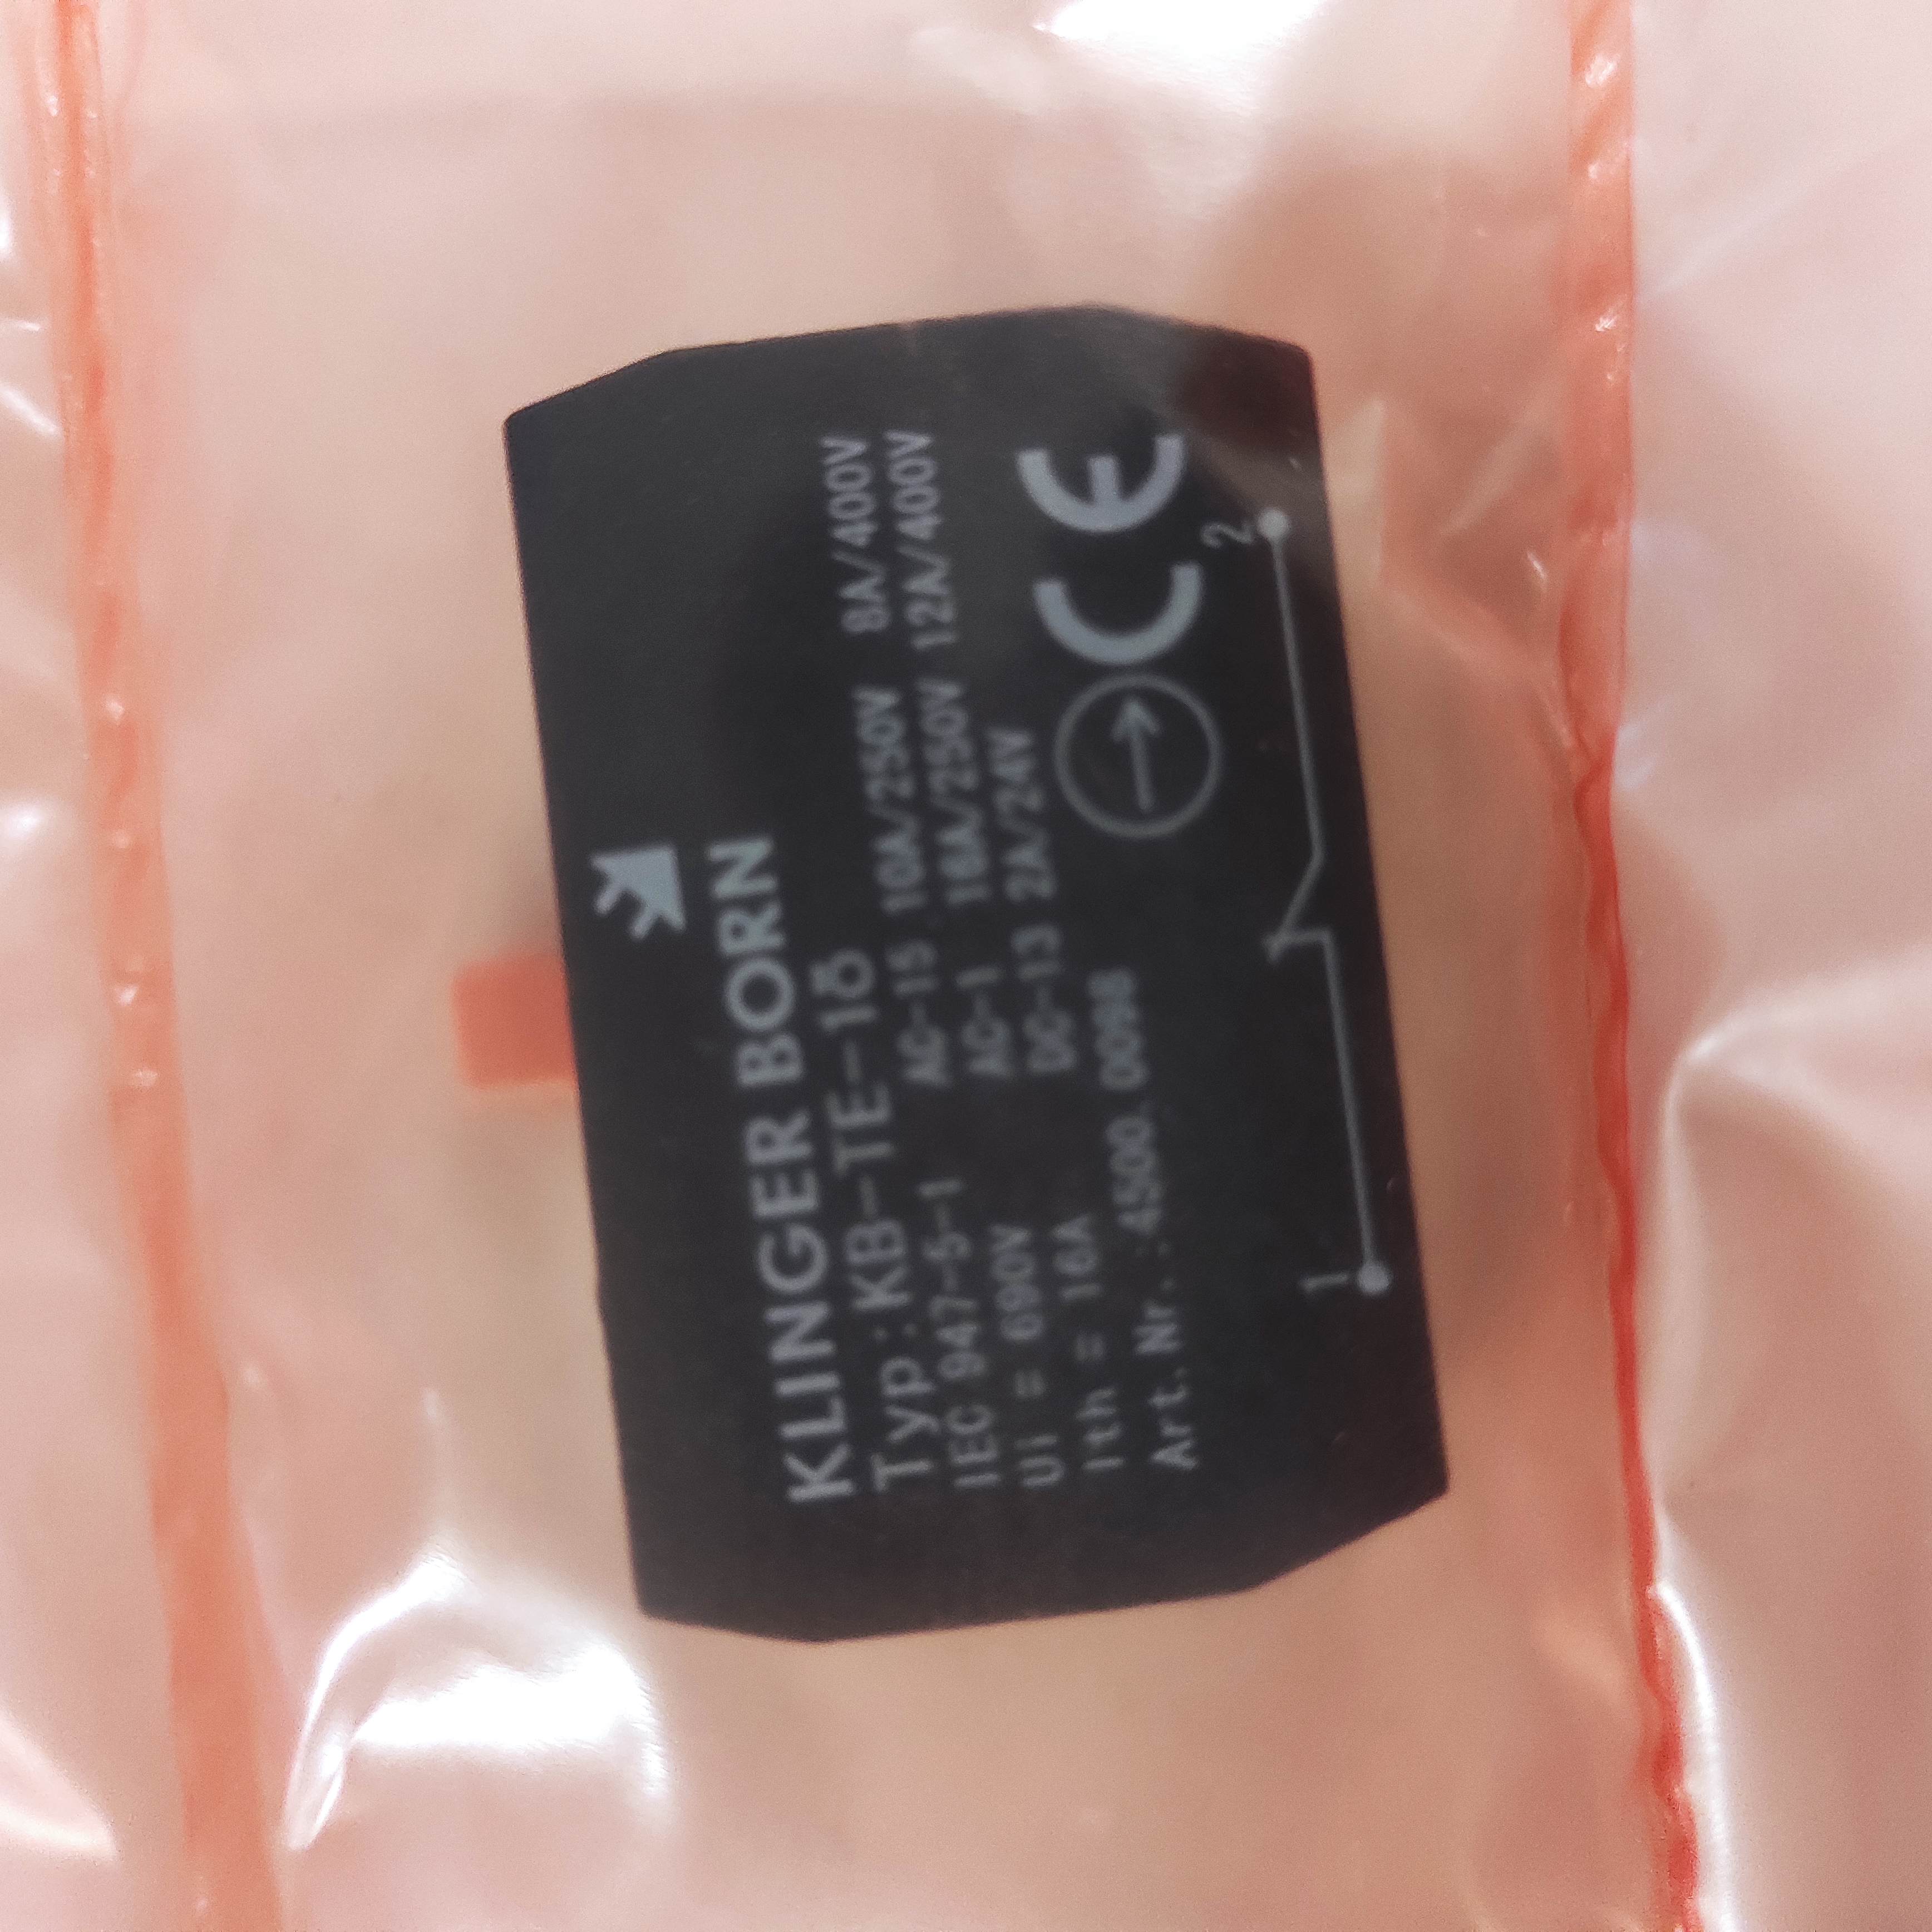 KLINGER BORN
Typ: KB-TE-1Ö
IEC 947-5-1 AC-15 10A/250V 8A/400V
Ui = 690V AC-1 16A/250V 12A/400V
Ith = 16A DC-13 2A/24V
Art.Nr.:4500.0098
CE
1 2